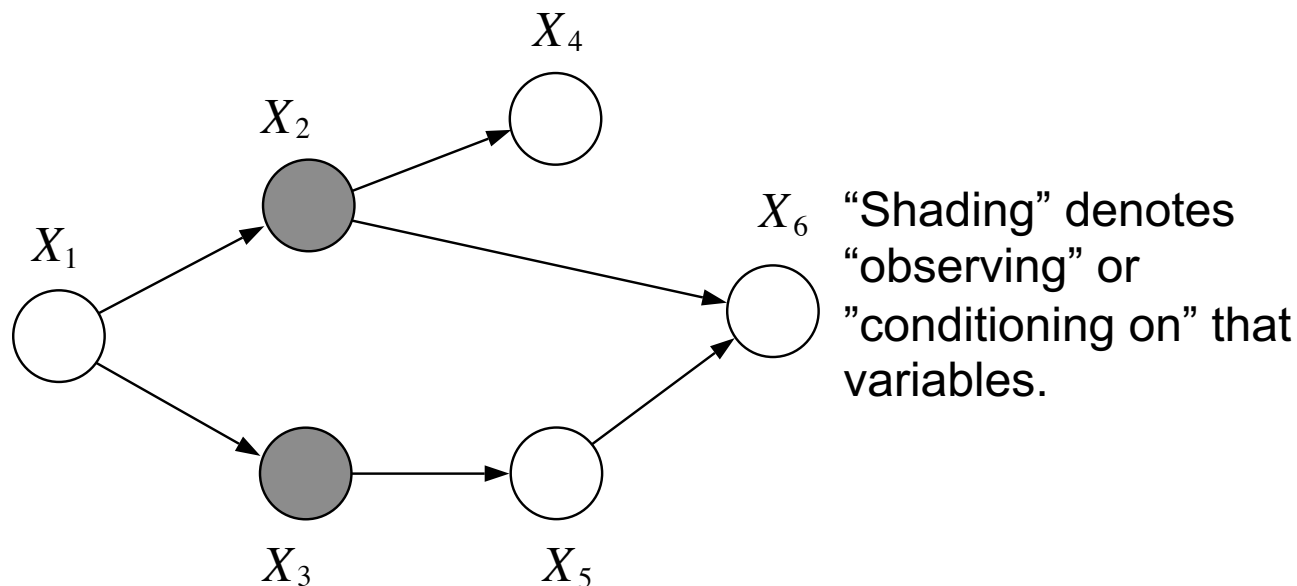 X4
X2
X6
X1
“Shading” denotes
“observing” or
”conditioning on” that
variables.
X3
X5